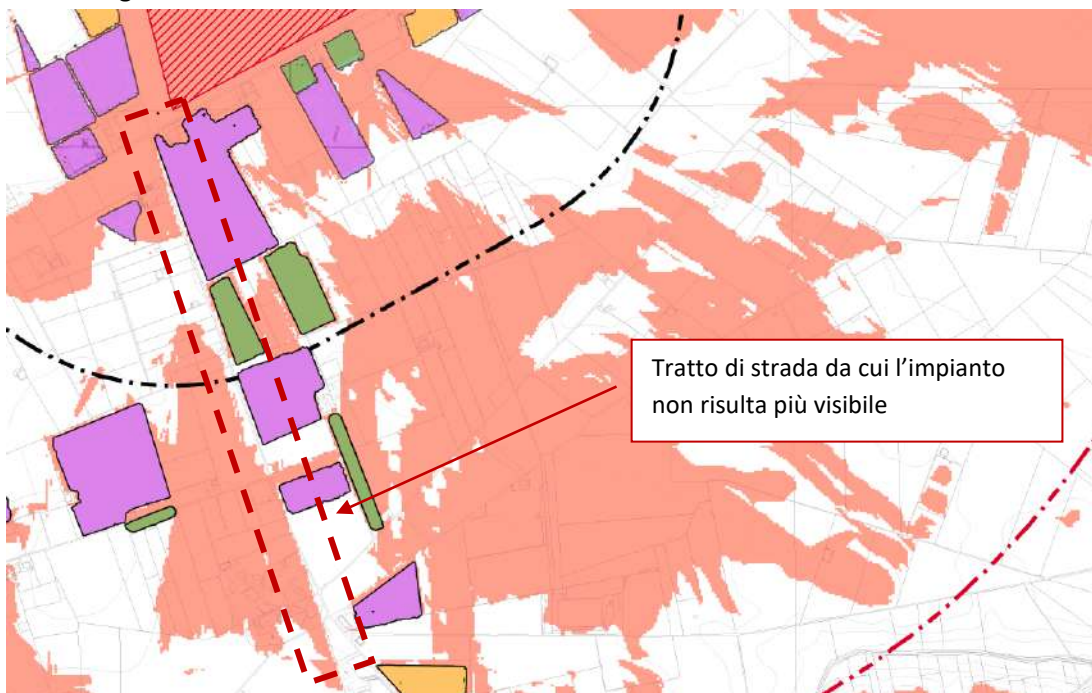 Tratto di strada da cui l’impianto
non risulta più visibile